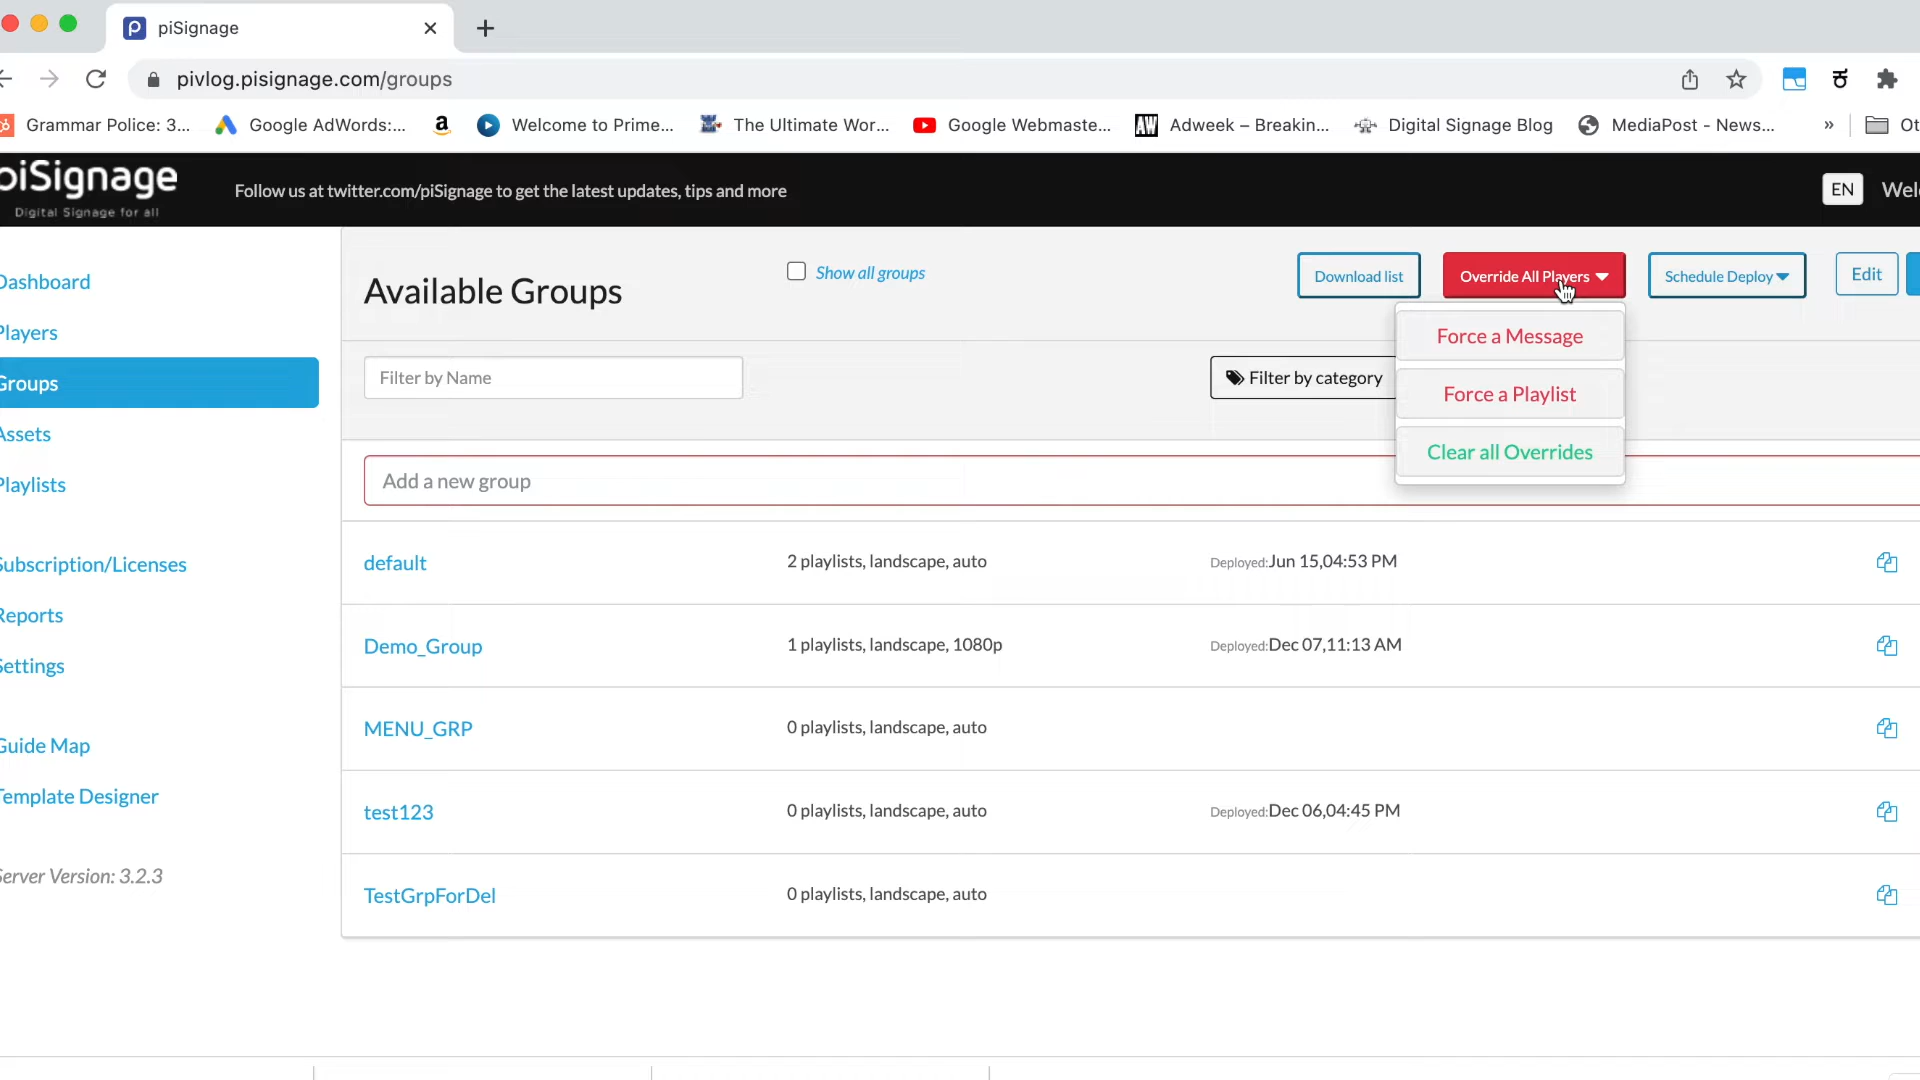 piSignage
pivlog.pisignage.com/groups
Grammar Police: 3... Google AdWords:... Welcome to Prime... The Ultimate Wor... Google Webmaste... AW Adweek – Breakin... Digital Signage Blog MediaPost - News... » Ot
piSignage
Digital Signage for all
Follow us at twitter.com/piSignage to get the latest updates, tips and more
EN Wel
Dashboard
Players
Groups
Assets
Playlists
Subscription/Licenses
Reports
Settings
Guide Map
Template Designer
Server Version: 3.2.3
Available Groups
Show all groups
Download list
Override All Players
Schedule Deploy
Edit
Force a Message
Force a Playlist
Clear all Overrides
Filter by Name
Filter by category
Add a new group
default 2 playlists, landscape, auto Deployed:Jun 15,04:53 PM
Demo_Group 1 playlists, landscape, 1080p Deployed:Dec 07,11:13 AM
MENU_GRP 0 playlists, landscape, auto
test123 0 playlists, landscape, auto Deployed:Dec 06,04:45 PM
TestGrpForDel 0 playlists, landscape, auto